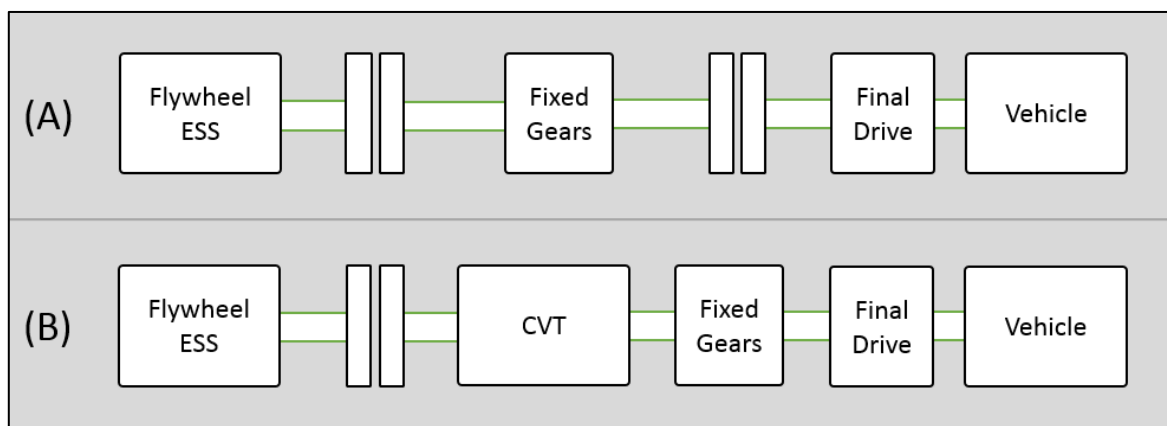 (A)
Flywheel
ESS
Fixed
Gears
Final
Drive
Vehicle
(B)
Flywheel
ESS
CVT
Fixed
Gears
Final
Drive
Vehicle